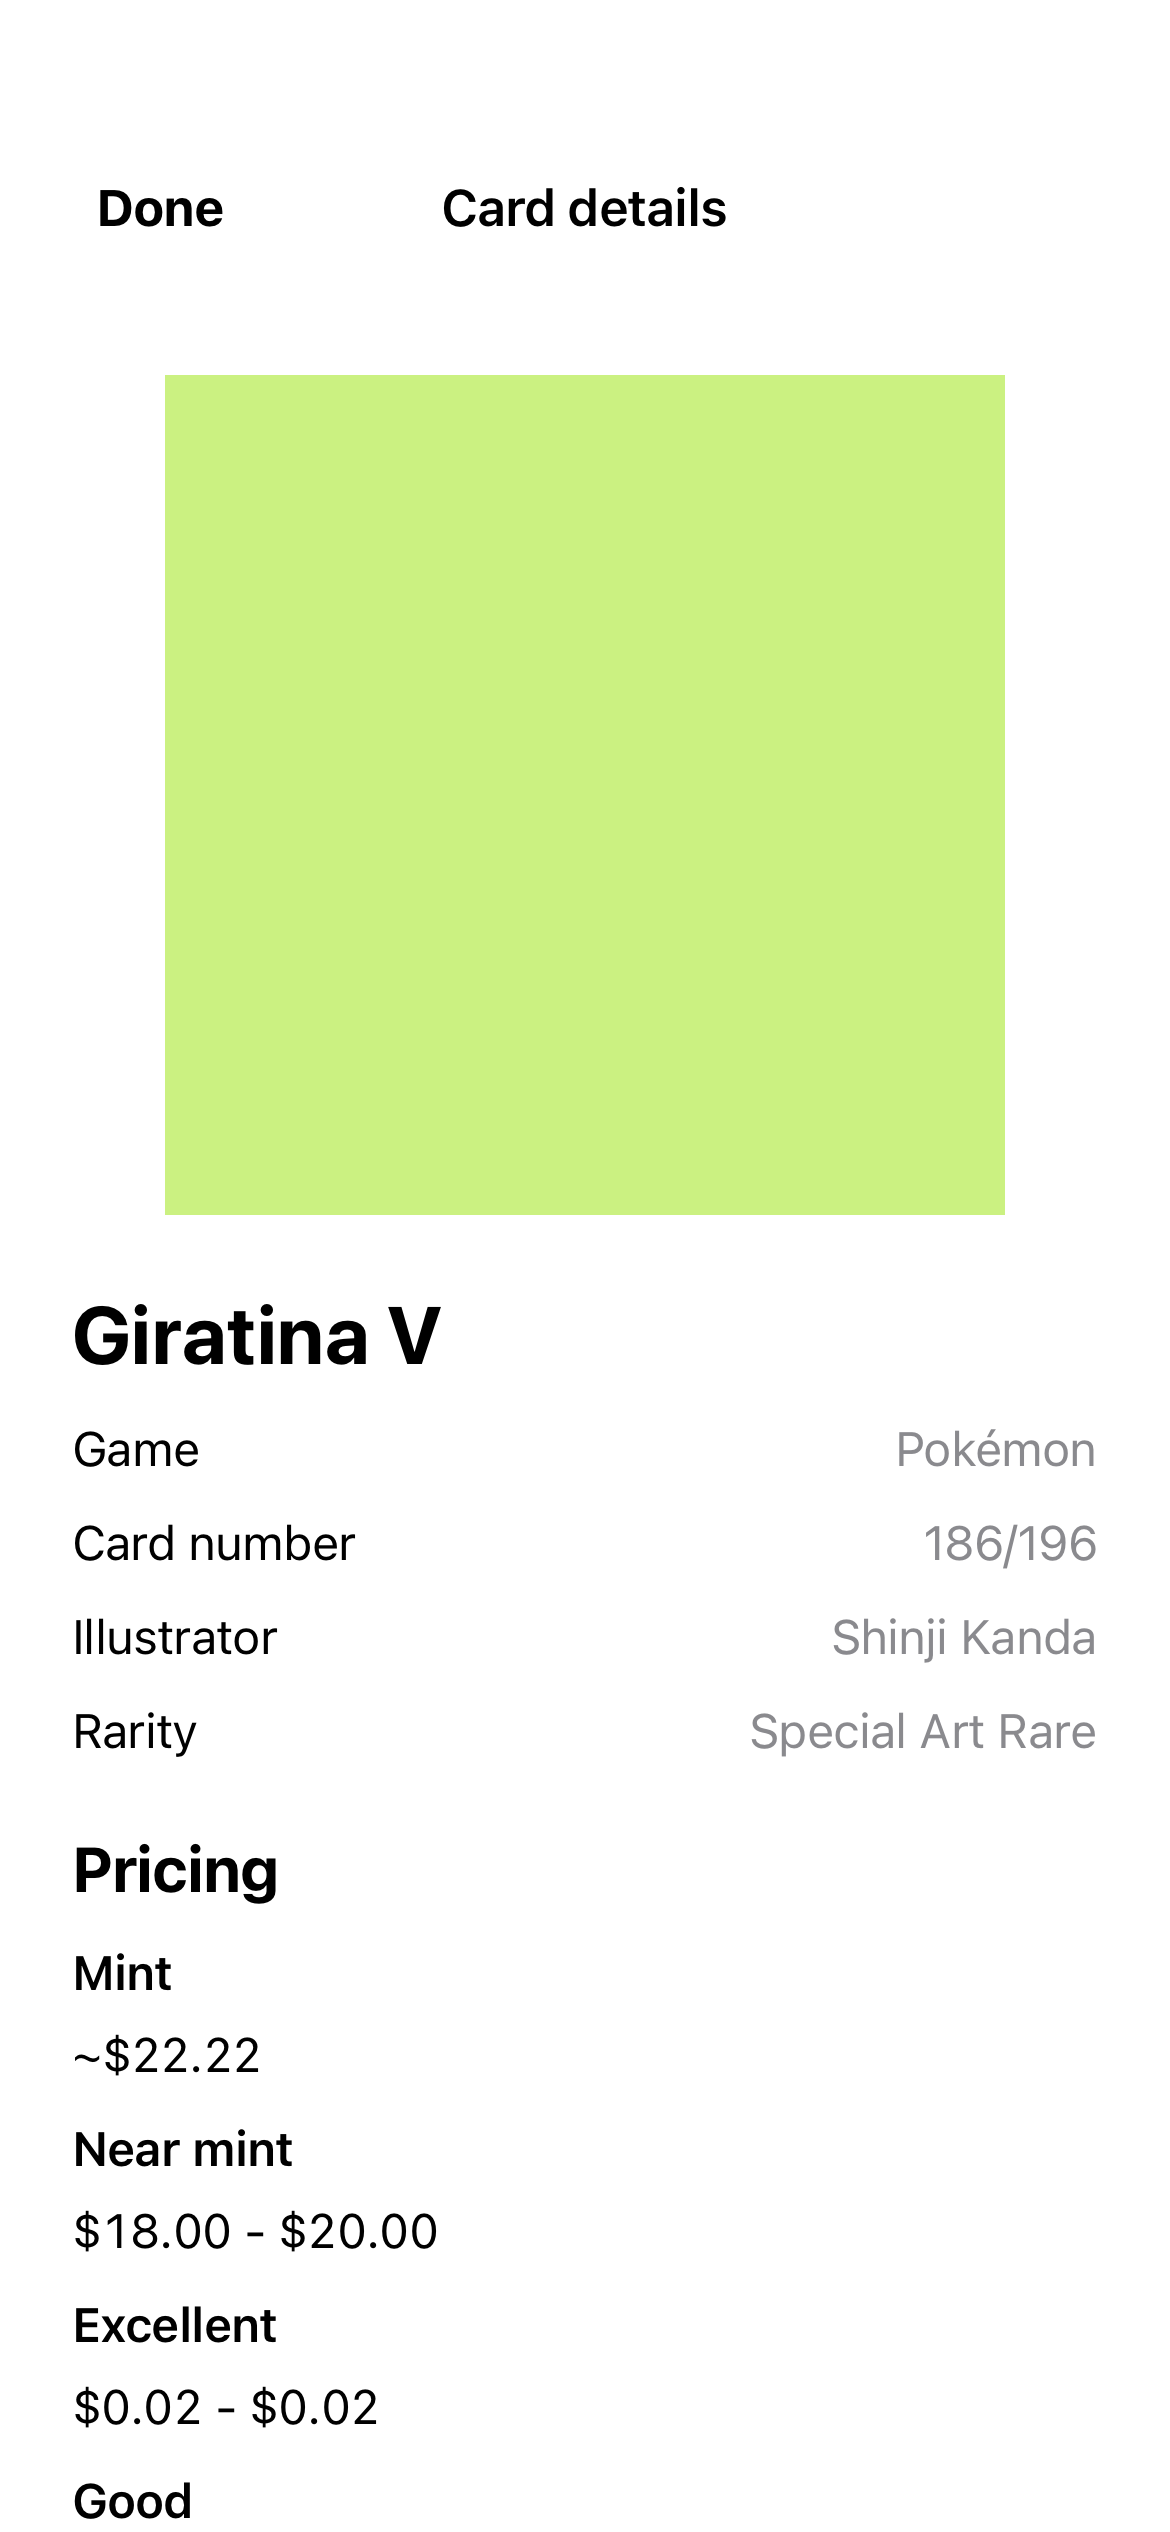 Done Card details
Giratina V
Game Pokémon
Card number 186/196
Illustrator Shinji Kanda
Rarity Special Art Rare
Pricing
Mint
~$22.22
Near mint
$18.00 - $20.00
Excellent
$0.02 - $0.02
Good